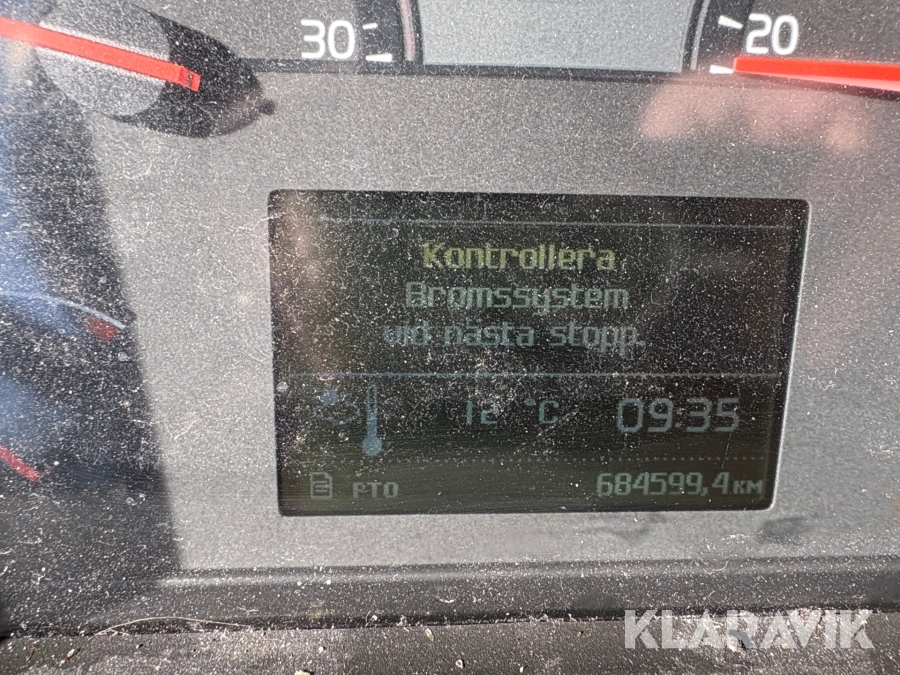 30
20
Kontrollera
Bromssystem
vid nästa stopp.
12 °C 09:35
PTO 684599,4 KM
KLARAVIK